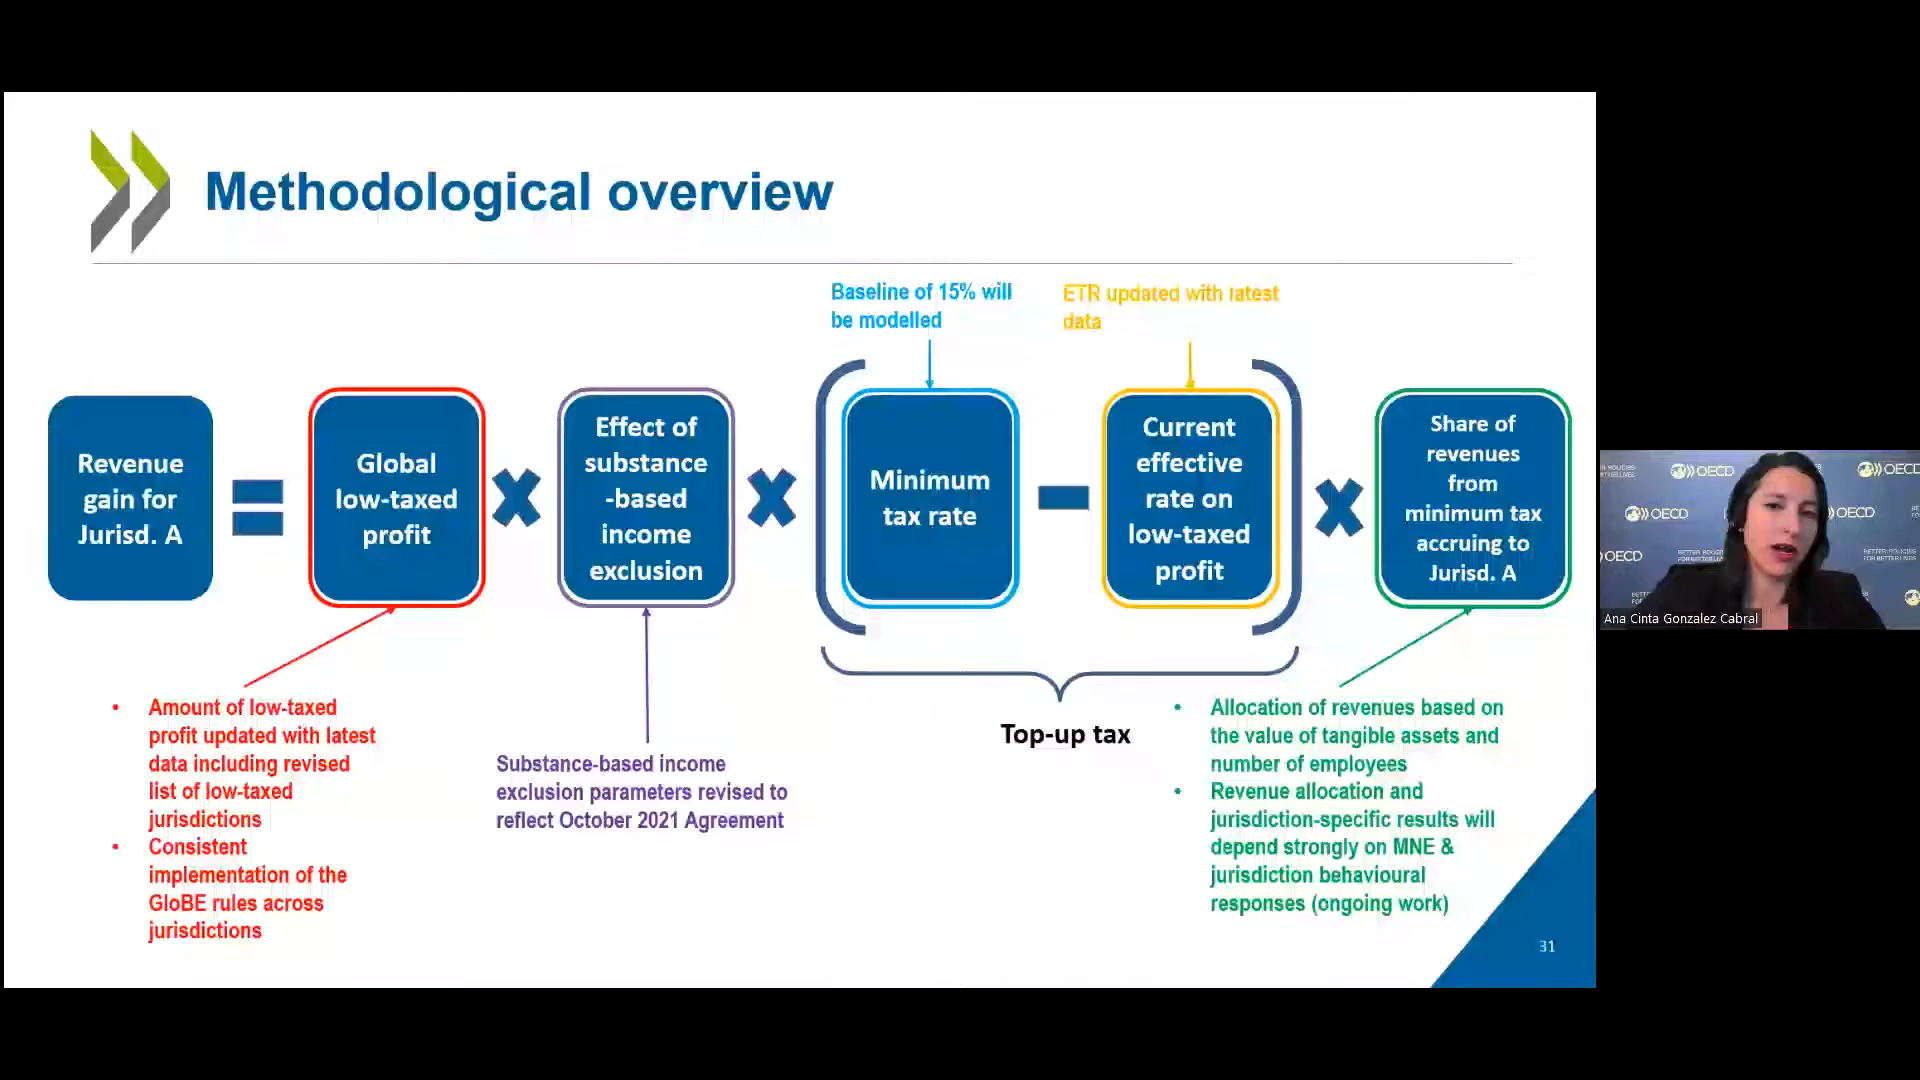 Methodological overview
Baseline of 15% will
be modelled
ETR updated with latest
data
Revenue
gain for
Jurisd. A
Global
low-taxed
profit
Effect of
substance
-based
income
exclusion
Minimum
tax rate
Current
effective
rate on
low-taxed
profit
Share of
revenues
from
minimum tax
accruing to
Jurisd. A
Top-up tax
• Amount of low-taxed
profit updated with latest
data including revised
list of low-taxed
jurisdictions
• Consistent
implementation of the
GloBE rules across
jurisdictions
Substance-based income
exclusion parameters revised to
reflect October 2021 Agreement
• Allocation of revenues based on
the value of tangible assets and
number of employees
• Revenue allocation and
jurisdiction-specific results will
depend strongly on MNE &
jurisdiction behavioural
responses (ongoing work)
31
OECD
OECD
OECD
OECD
OECD
BETTER POLICIES
FOR BETTER LIVES
Ana Cinta Gonzalez Cabral